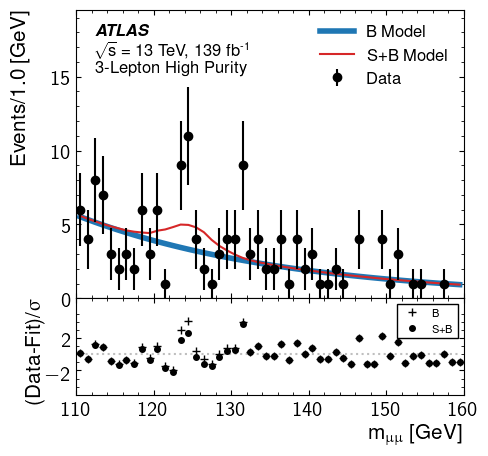 ATLAS
√s = 13 TeV, 139 fb⁻¹
3-Lepton High Purity
B Model
S+B Model
Data
Events/1.0 [GeV]
15
10
5
0
(Data-Fit)/σ
2
−2
B
S+B
110 120 130 140 150 160
mμμ [GeV]